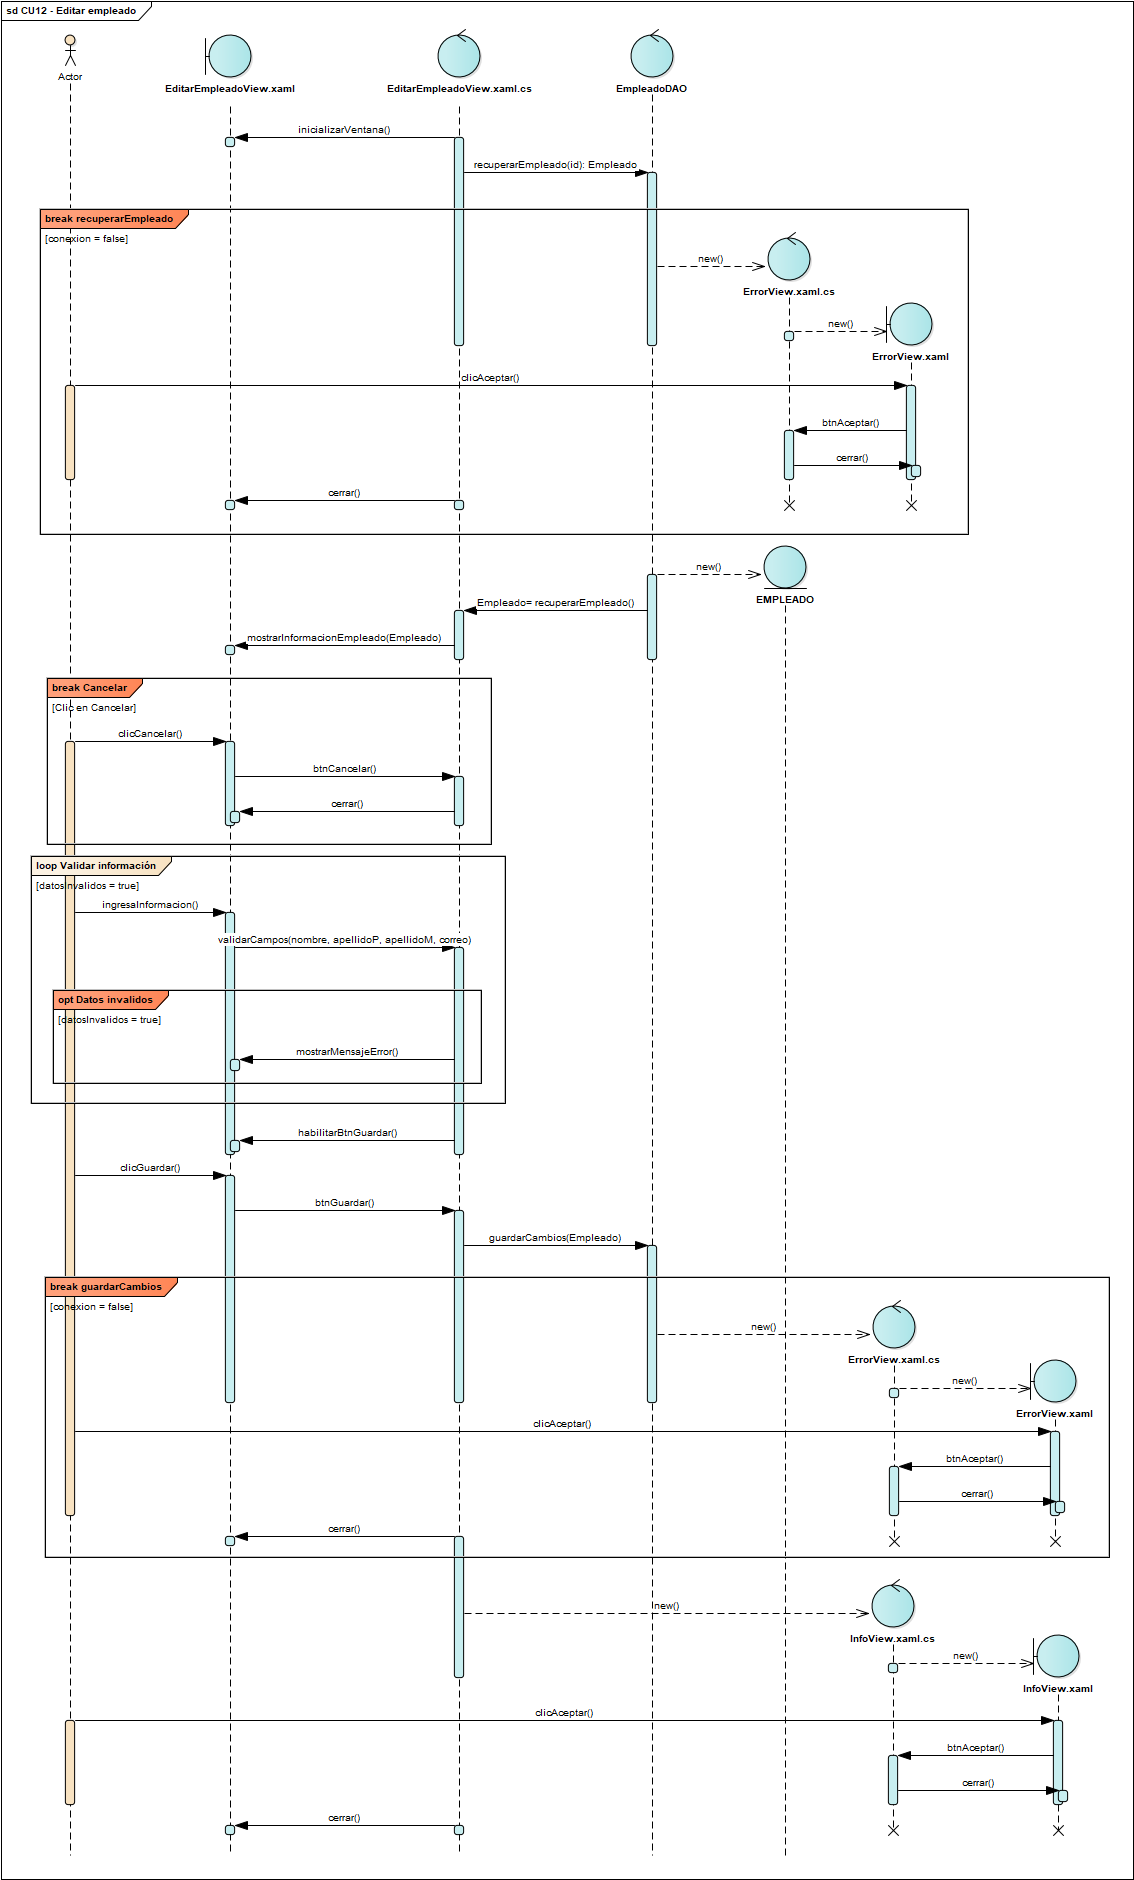 sd CU12 - Editar empleado
Actor
EditarEmpleadoView.xaml
EditarEmpleadoView.xaml.cs
EmpleadoDAO
inicializarVentana()
recuperarEmpleado(id): Empleado
break recuperarEmpleado
[conexion = false]
new()
ErrorView.xaml.cs
new()
ErrorView.xaml
clicAceptar()
btnAceptar()
cerrar()
cerrar()
new()
EMPLEADO
Empleado= recuperarEmpleado()
mostrarInformacionEmpleado(Empleado)
break Cancelar
[Clic en Cancelar]
clicCancelar()
btnCancelar()
cerrar()
loop Validar información
[datosInvalidos = true]
ingresaInformacion()
validarCampos(nombre, apellidoP, apellidoM, correo)
opt Datos invalidos
[datosInvalidos = true]
mostrarMensajeError()
habilitarBtnGuardar()
clicGuardar()
btnGuardar()
guardarCambios(Empleado)
break guardarCambios
[conexion = false]
new()
ErrorView.xaml.cs
new()
ErrorView.xaml
clicAceptar()
btnAceptar()
cerrar()
cerrar()
new()
InfoView.xaml.cs
new()
InfoView.xaml
clicAceptar()
btnAceptar()
cerrar()
cerrar()